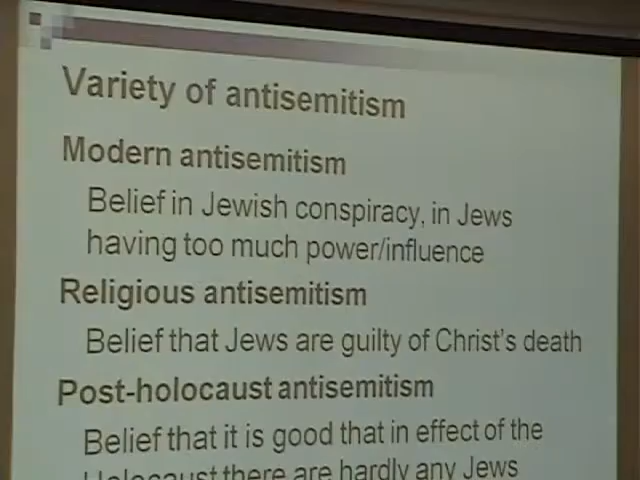 Variety of antisemitism
Modern antisemitism
Belief in Jewish conspiracy, in Jews
having too much power/influence
Religious antisemitism
Belief that Jews are guilty of Christ's death
Post-holocaust antisemitism
Belief that it is good that in effect of the
Holocaust there are hardly any Jews